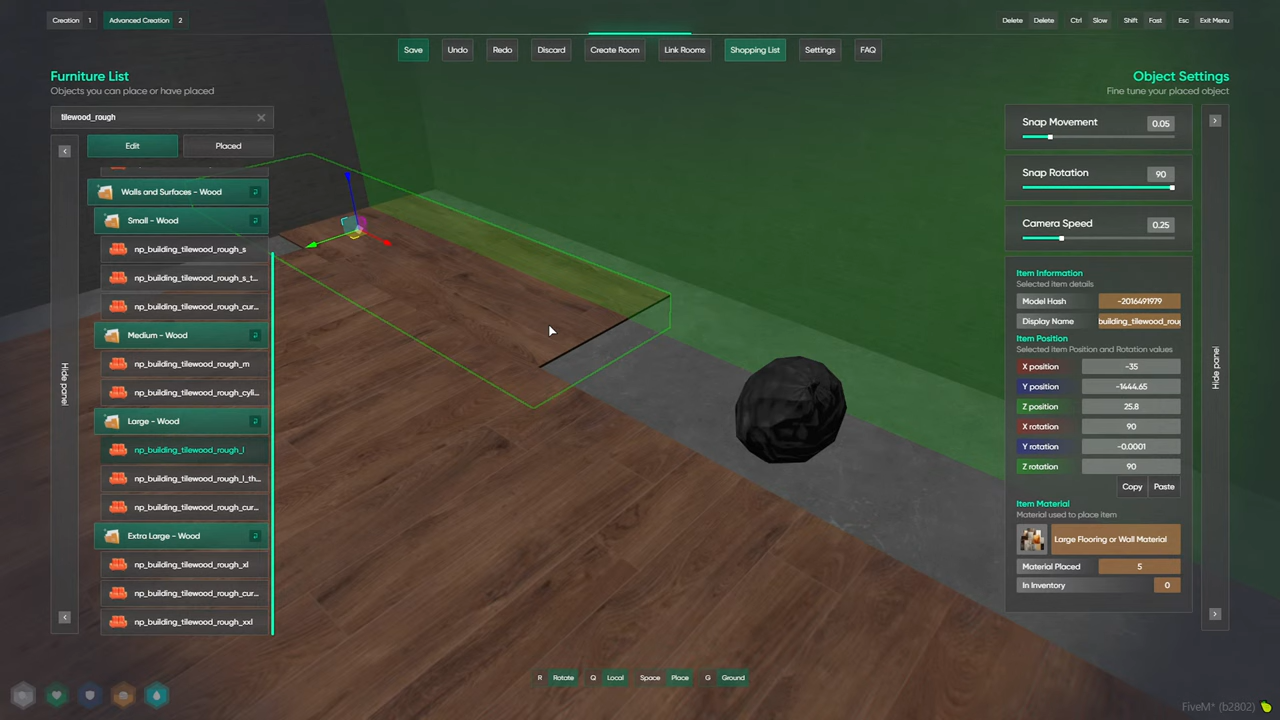 Creation 1 Advanced Creation 2
Delete Delete Ctrl Slow Shift Fast Esc Exit Menu
Save Undo Redo Discard Create Room Link Rooms Shopping List Settings FAQ
Furniture List
Objects you can place or have placed
tilewood_rough
Edit Placed
Hide panel
Walls and Surfaces - Wood
Small - Wood
np_building_tilewood_rough_s
np_building_tilewood_rough_s_t...
np_building_tilewood_rough_cur...
Medium - Wood
np_building_tilewood_rough_m
np_building_tilewood_rough_cyli...
Large - Wood
np_building_tilewood_rough_l
np_building_tilewood_rough_l_th...
np_building_tilewood_rough_cur...
Extra Large - Wood
np_building_tilewood_rough_xl
np_building_tilewood_rough_cur...
np_building_tilewood_rough_xxl
Object Settings
Fine tune your placed object
Snap Movement 0.05
Snap Rotation 90
Camera Speed 0.25
Item Information
Selected item details
Model Hash -2016491979
Display Name building_tilewood_roug
Item Position
Selected item Position and Rotation values
X position -35
Y position -1444.65
Z position 25.8
X rotation 90
Y rotation -0.0001
Z rotation 90
Copy Paste
Item Material
Material used to place item
Large Flooring or Wall Material
Material Placed 5
In Inventory 0
Hide panel
R Rotate Q Local Space Place G Ground
FiveM* (b2802)